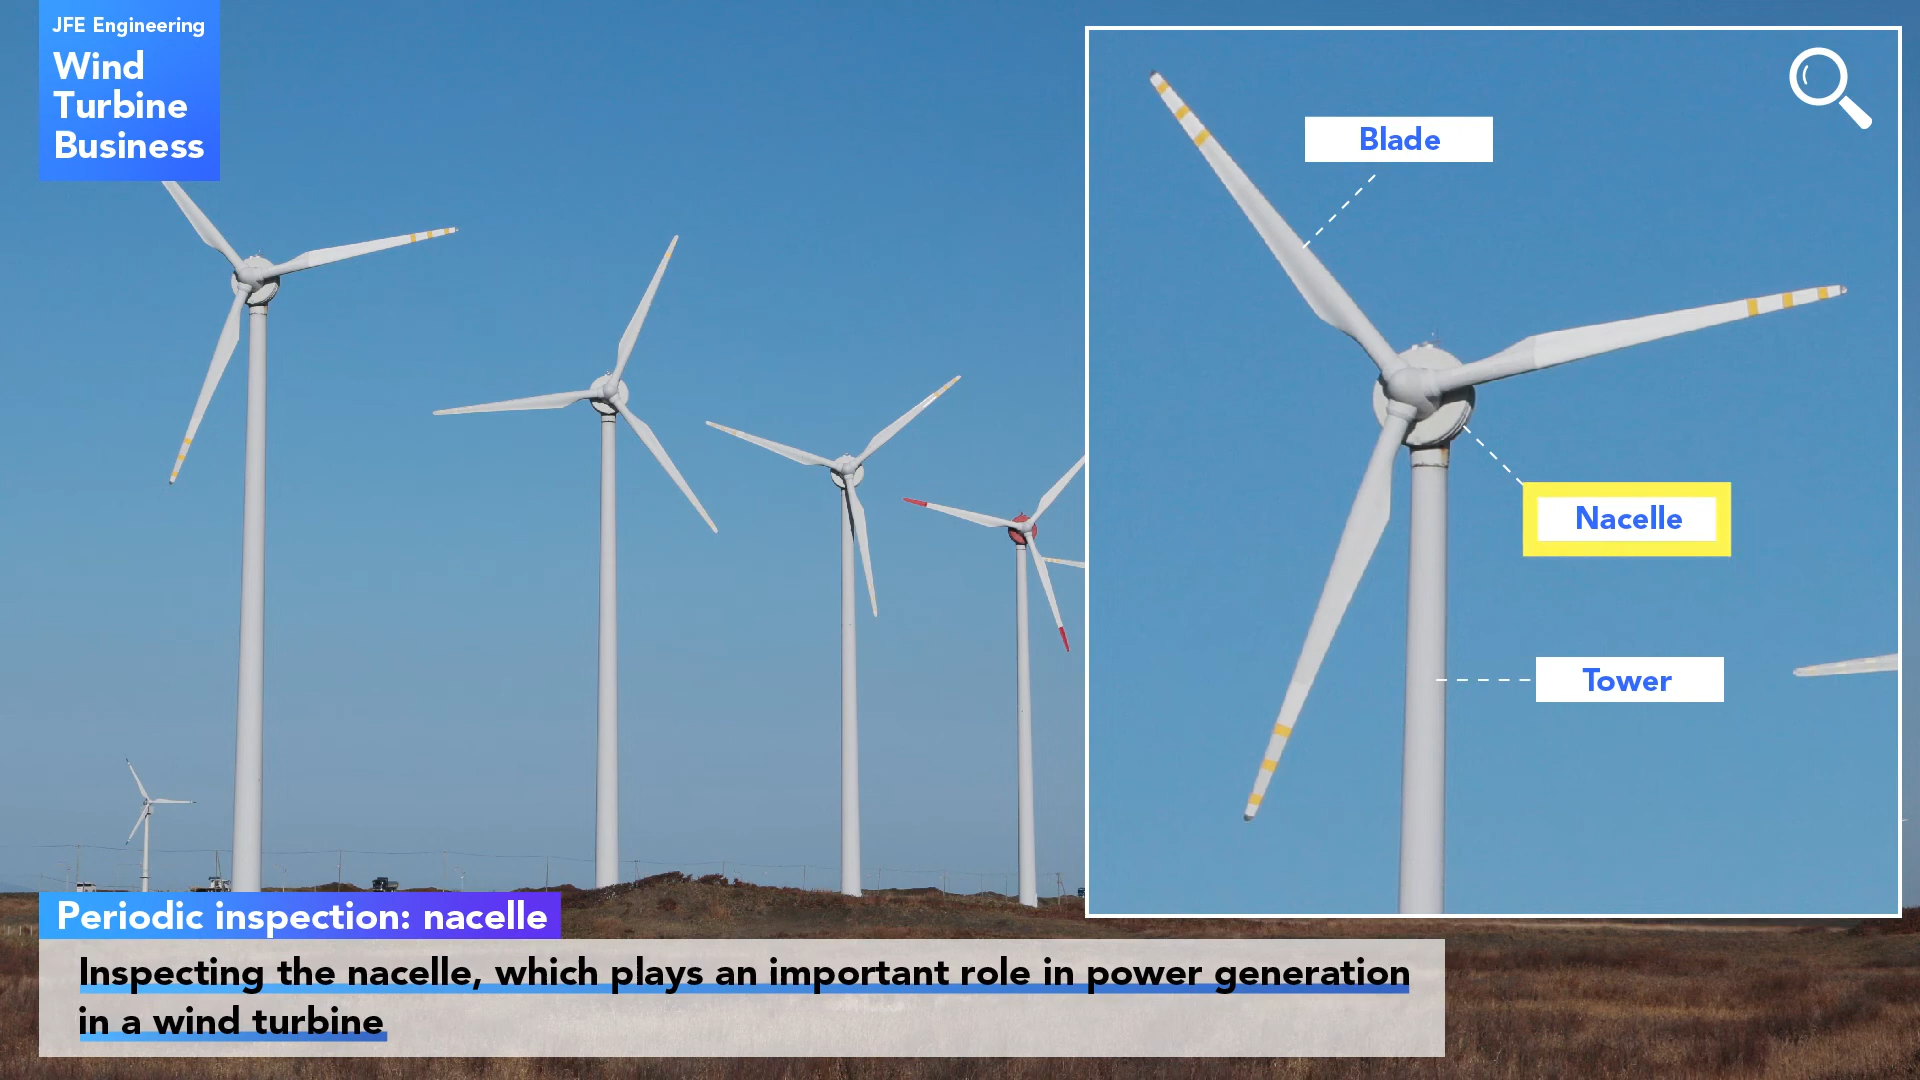 JFE Engineering
Wind
Turbine
Business
Blade
Nacelle
Tower
Periodic inspection: nacelle
Inspecting the nacelle, which plays an important role in power generation
in a wind turbine